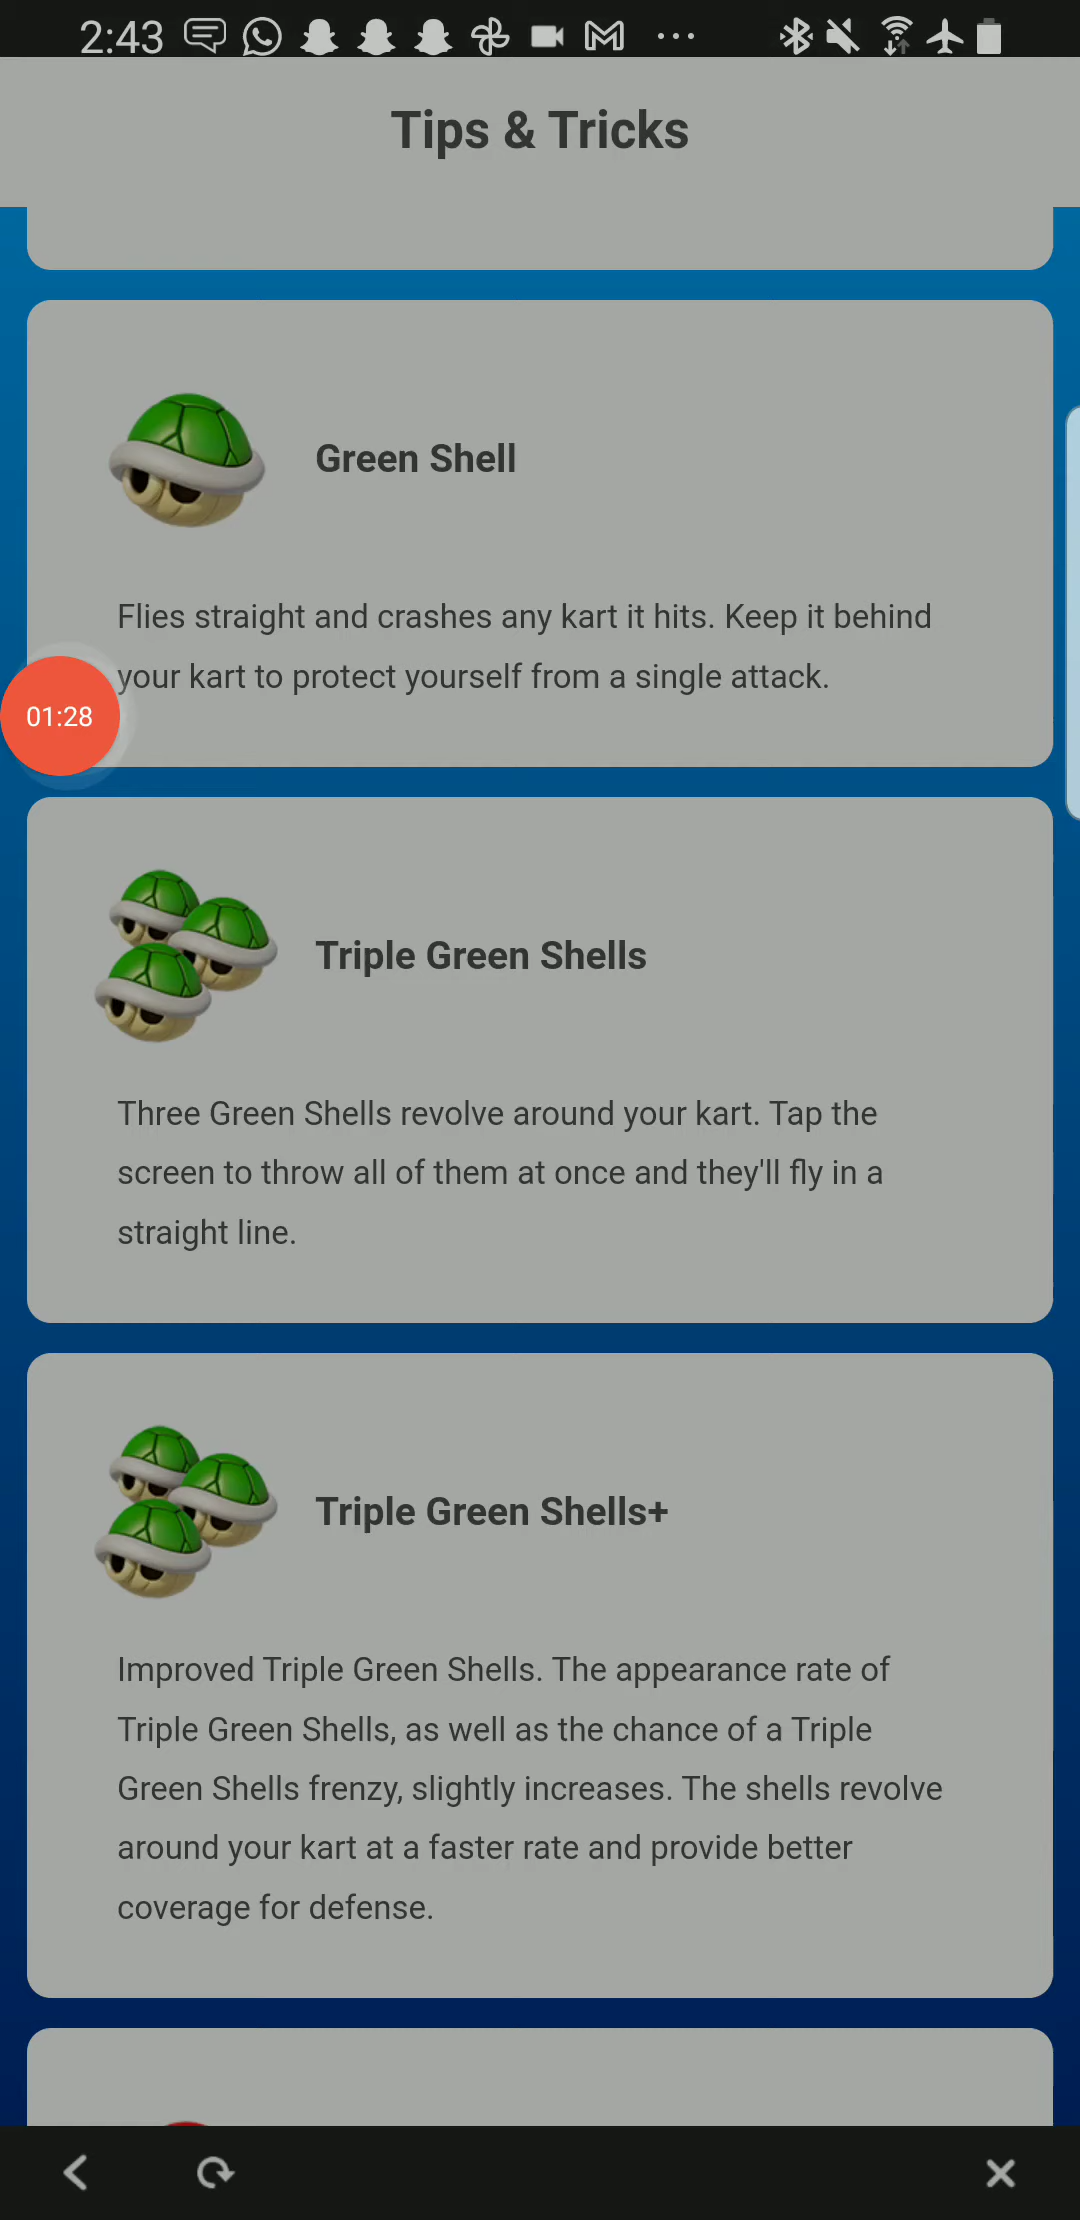 2:43
Tips & Tricks
Green Shell
Flies straight and crashes any kart it hits. Keep it behind
your kart to protect yourself from a single attack.
01:28
Triple Green Shells
Three Green Shells revolve around your kart. Tap the
screen to throw all of them at once and they'll fly in a
straight line.
Triple Green Shells+
Improved Triple Green Shells. The appearance rate of
Triple Green Shells, as well as the chance of a Triple
Green Shells frenzy, slightly increases. The shells revolve
around your kart at a faster rate and provide better
coverage for defense.